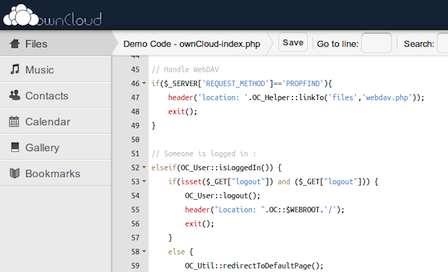 ownCloud
Files
Demo Code - ownCloud-index.php
Save
Go to line:
Search:
Music
Contacts
Calendar
Gallery
Bookmarks
44
45 // Handle WebDAV
46 if($_SERVER['REQUEST_METHOD']=='PROPFIND'){
47 header('location: '.OC_Helper::linkTo('files','webdav.php'));
48 exit();
49 }
50
51 // Someone is logged in :
52 elseif(OC_User::isLoggedIn()) {
53 if(isset($_GET["logout"]) and ($_GET["logout"])) {
54 OC_User::logout();
55 header("Location: ".OC::$WEBROOT.'/');
56 exit();
57 }
58 else {
59 OC_Util::redirectToDefaultPage();